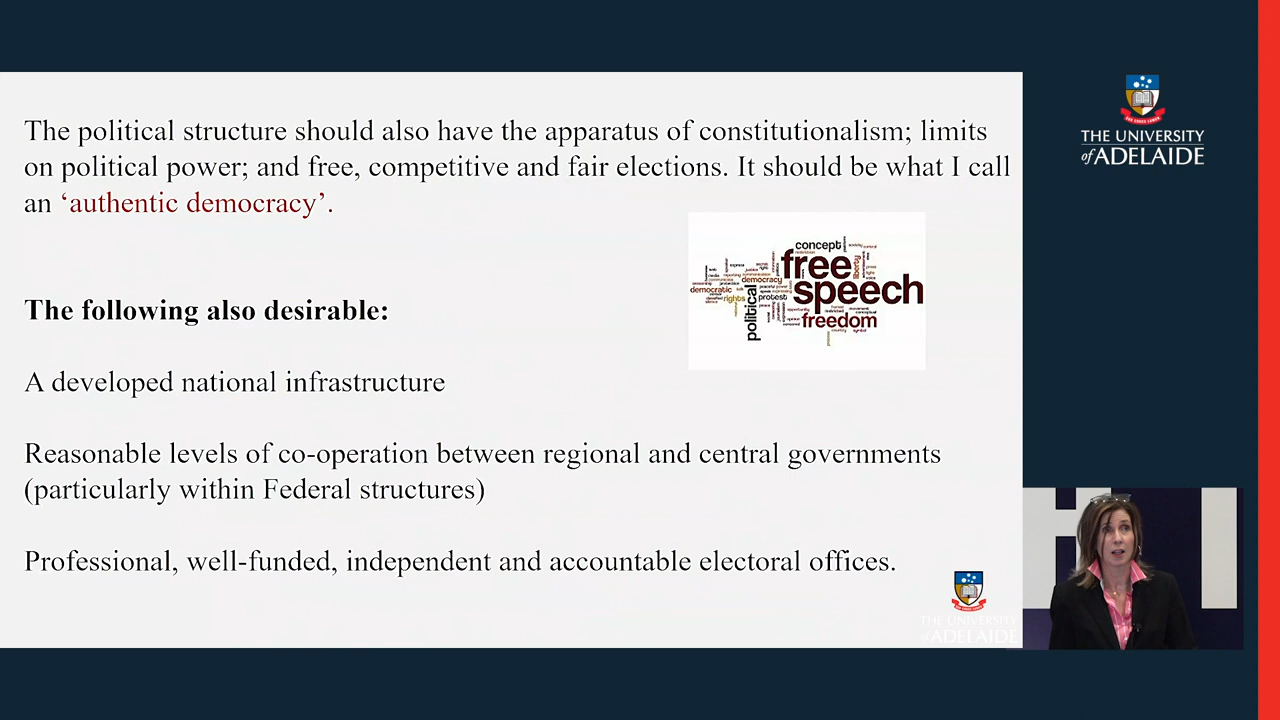 The political structure should also have the apparatus of constitutionalism; limits
on political power; and free, competitive and fair elections. It should be what I call
an ‘authentic democracy’.
concept
free
speech
freedom
political
democracy
democratic
rights
protest
liberty
The following also desirable:
A developed national infrastructure
Reasonable levels of co-operation between regional and central governments
(particularly within Federal structures)
Professional, well-funded, independent and accountable electoral offices.
THE UNIVERSITY
of ADELAIDE
THE UNIVERSITY
ADELAIDE